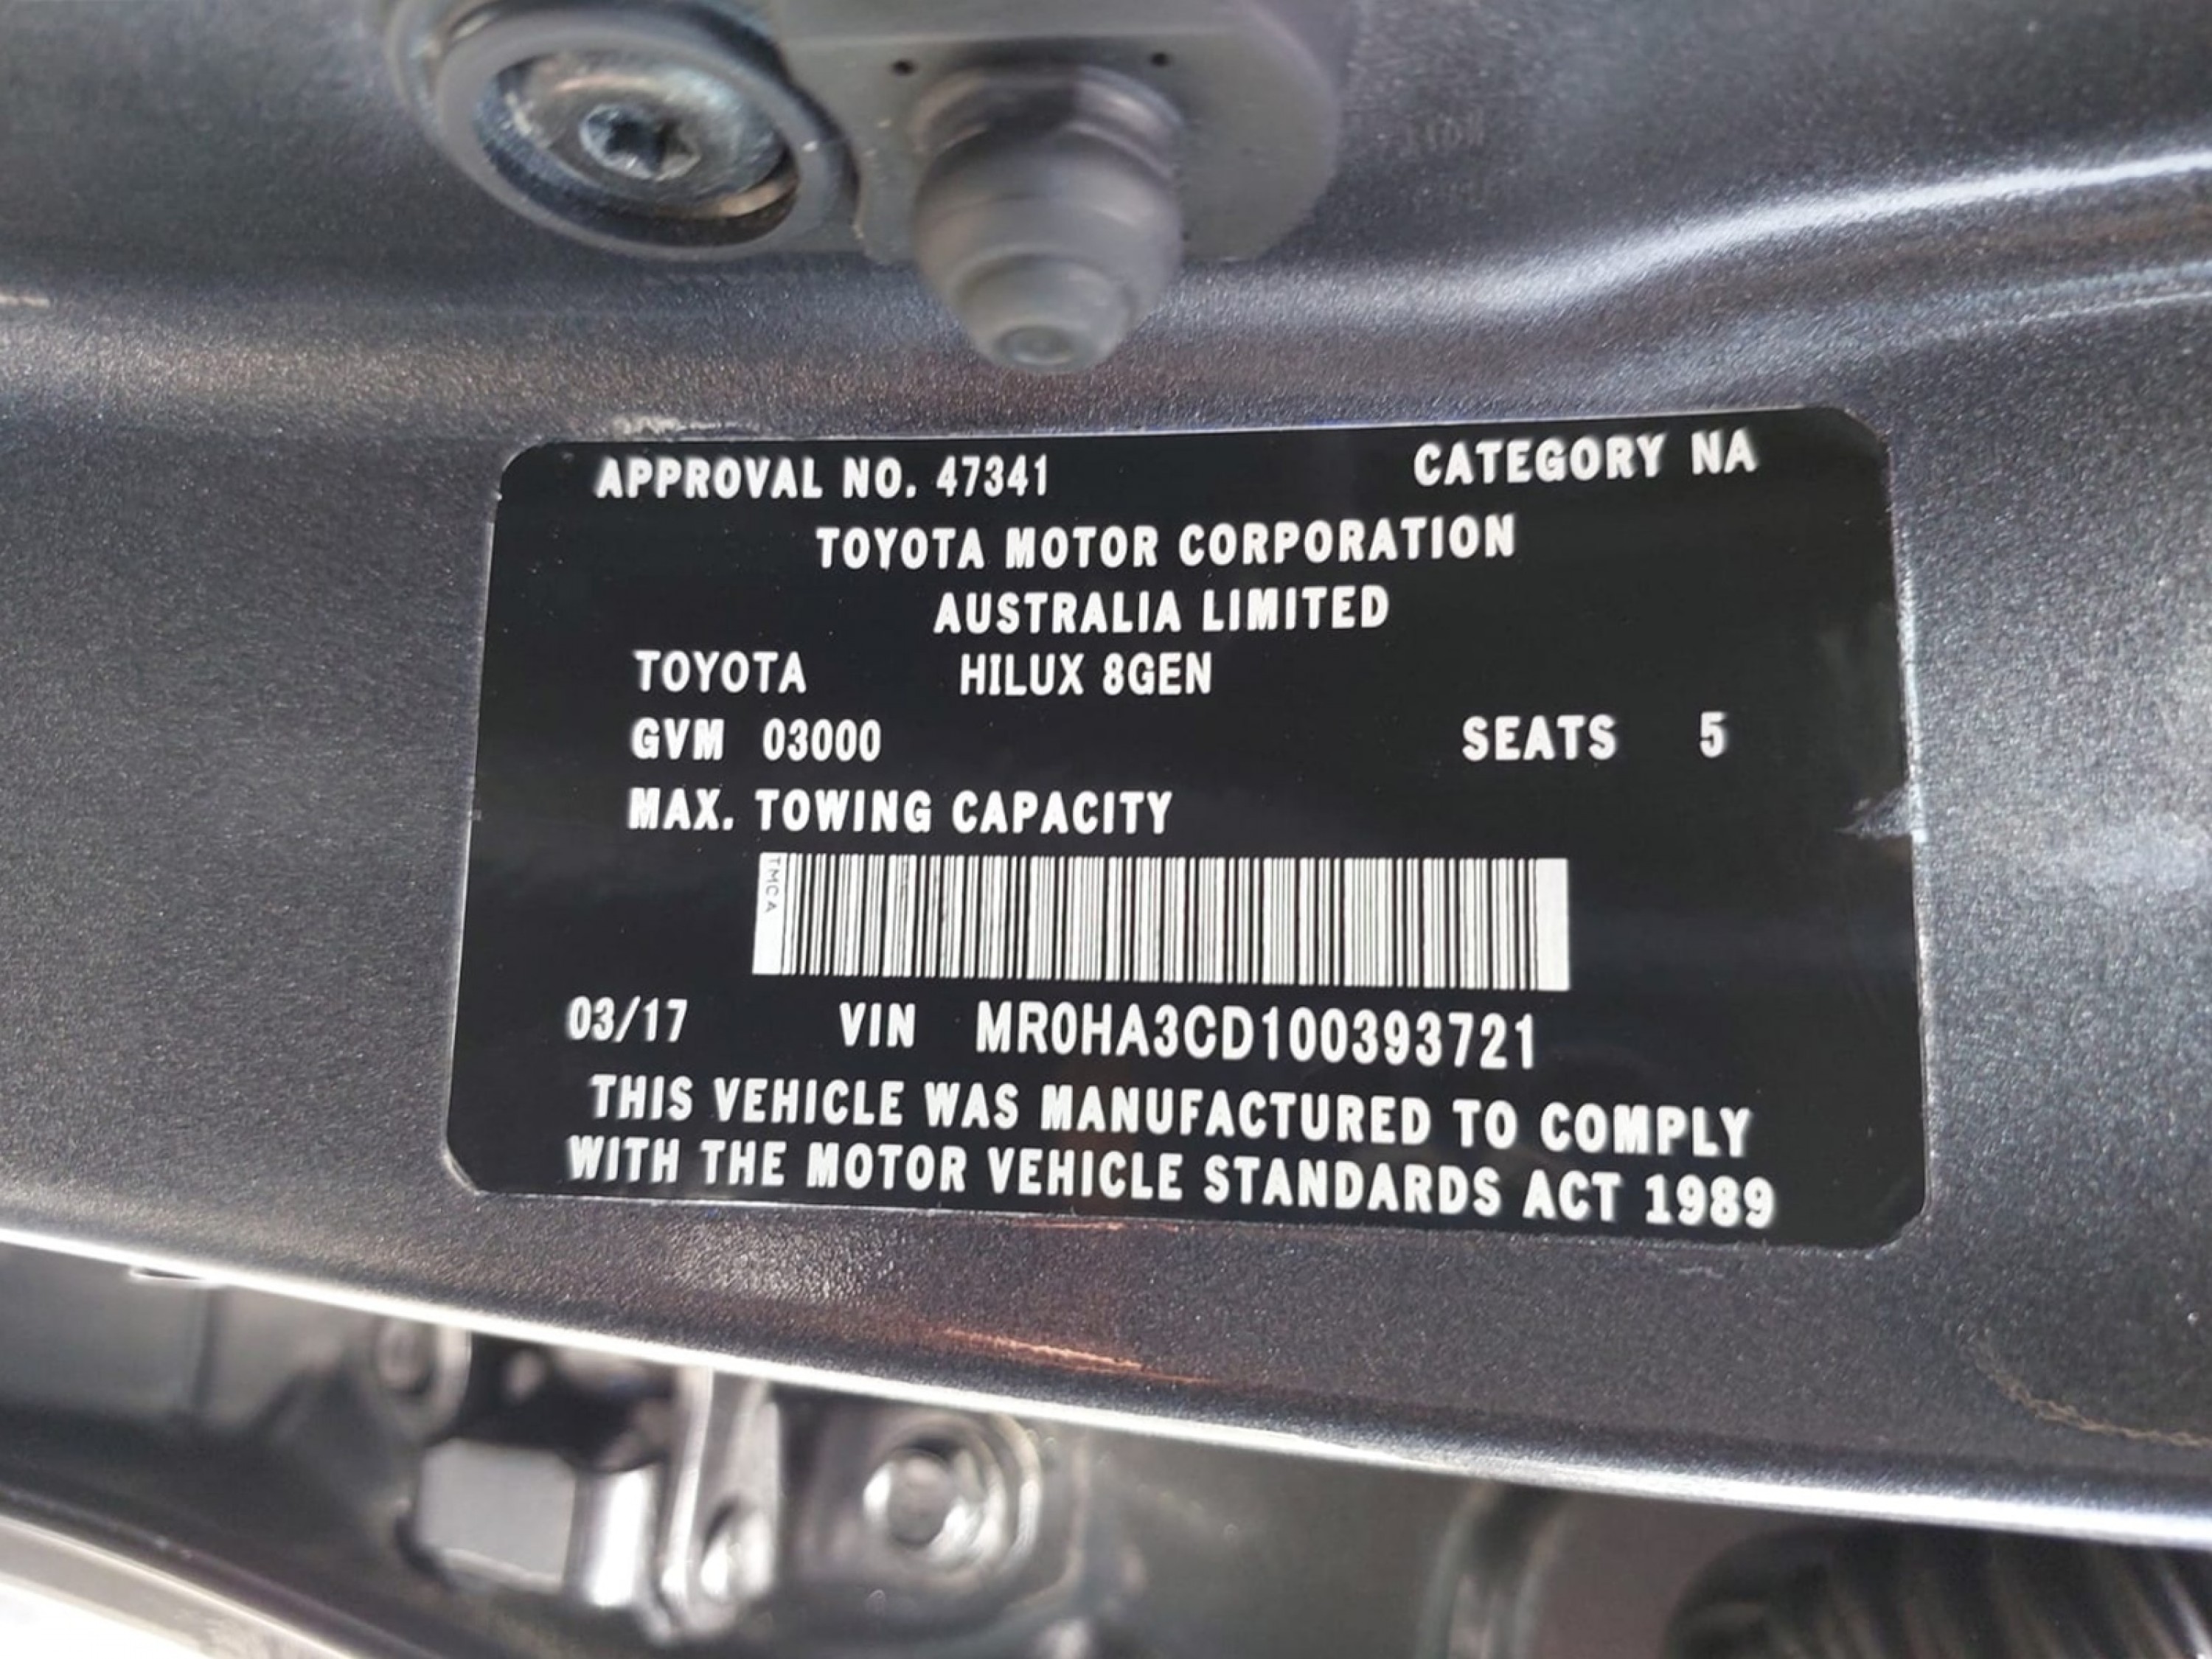 APPROVAL NO. 47341 CATEGORY NA
TOYOTA MOTOR CORPORATION
AUSTRALIA LIMITED
TOYOTA HILUX 8GEN
GVM 03000 SEATS 5
MAX. TOWING CAPACITY
TMCA
03/17 VIN MR0HA3CD100393721
THIS VEHICLE WAS MANUFACTURED TO COMPLY
WITH THE MOTOR VEHICLE STANDARDS ACT 1989